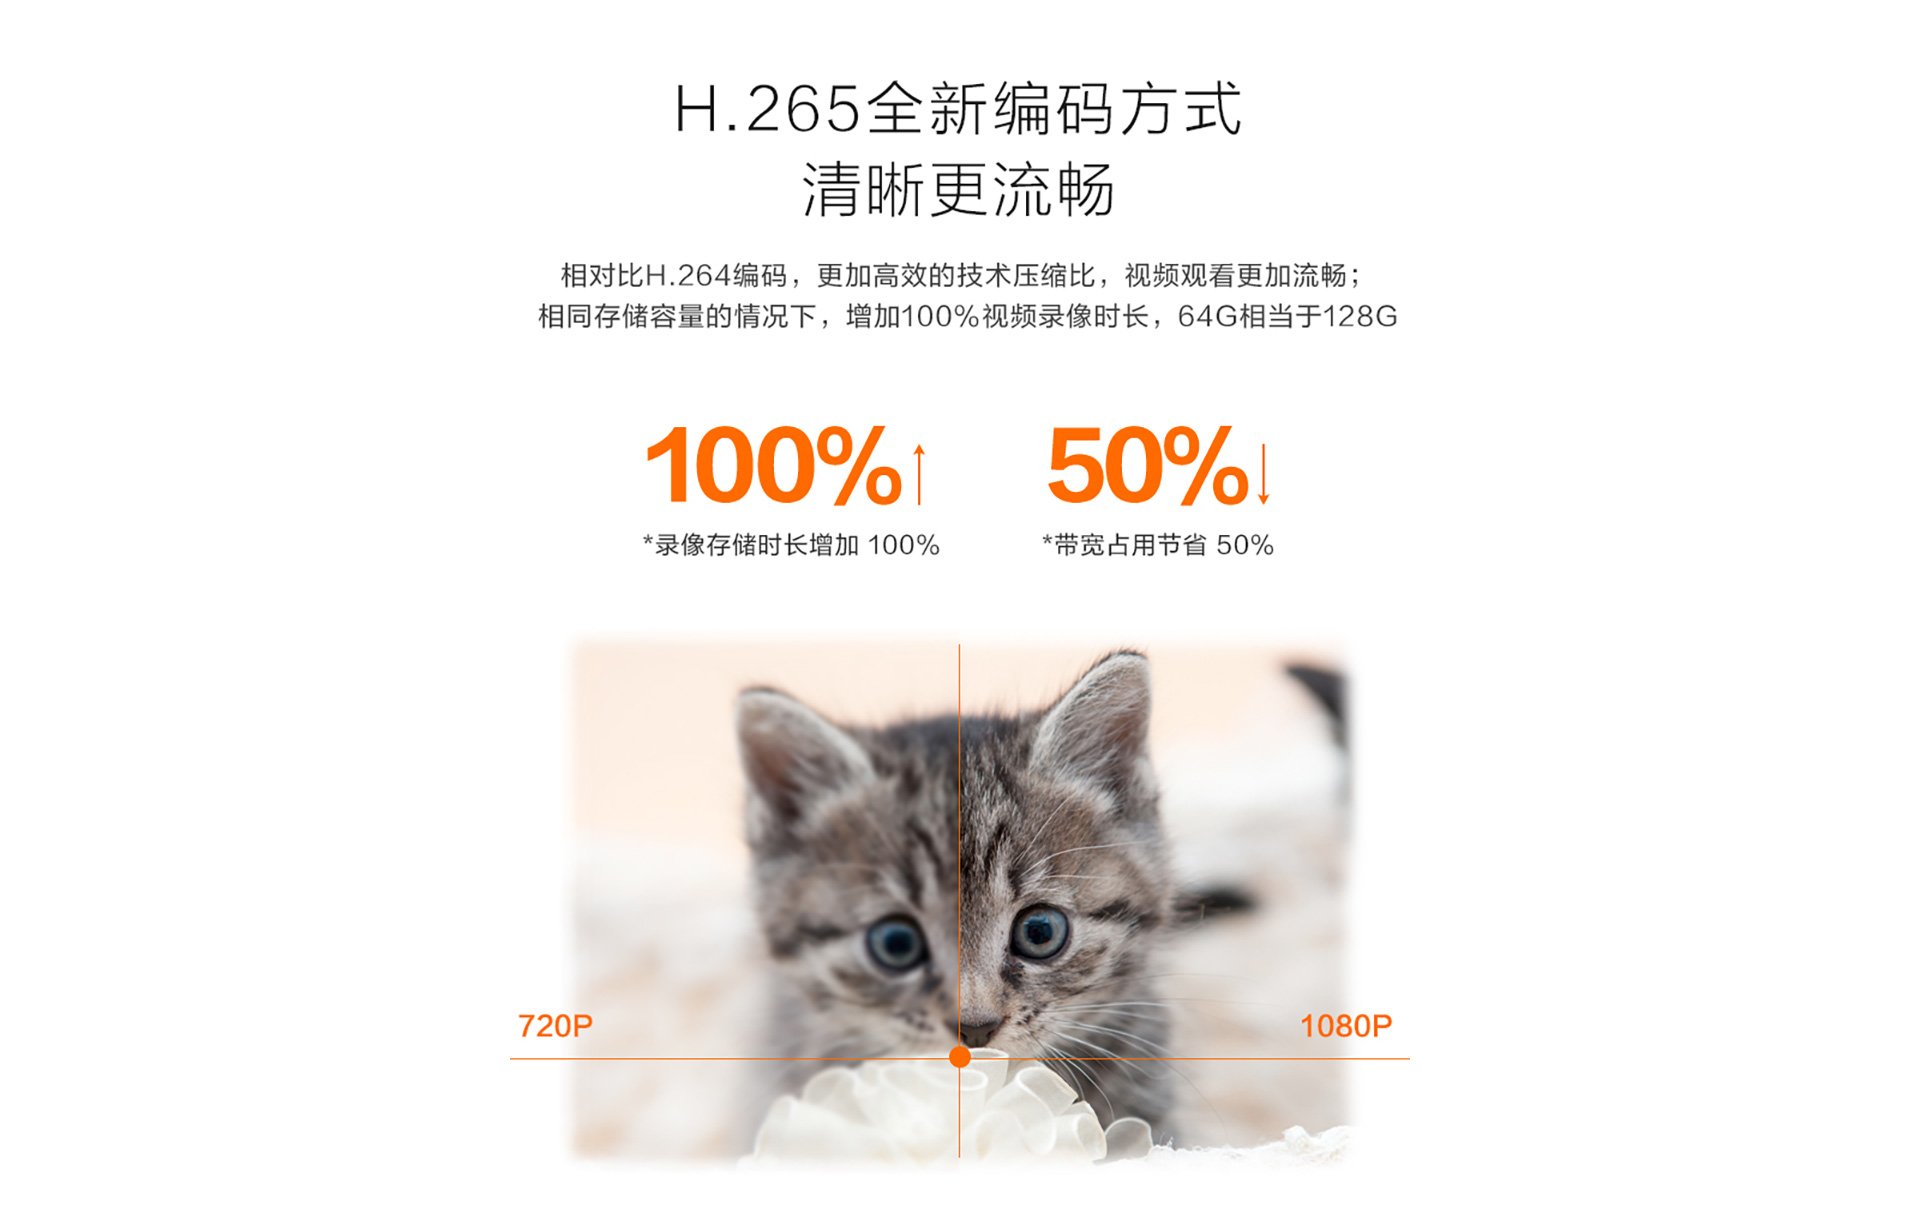 H.265全新编码方式
清晰更流畅
相对比H.264编码，更加高效的技术压缩比，视频观看更加流畅；
相同存储容量的情况下，增加100%视频录像时长，64G相当于128G
100%↑ 50%↓
*录像存储时长增加 100% *带宽占用节省 50%
720P 1080P